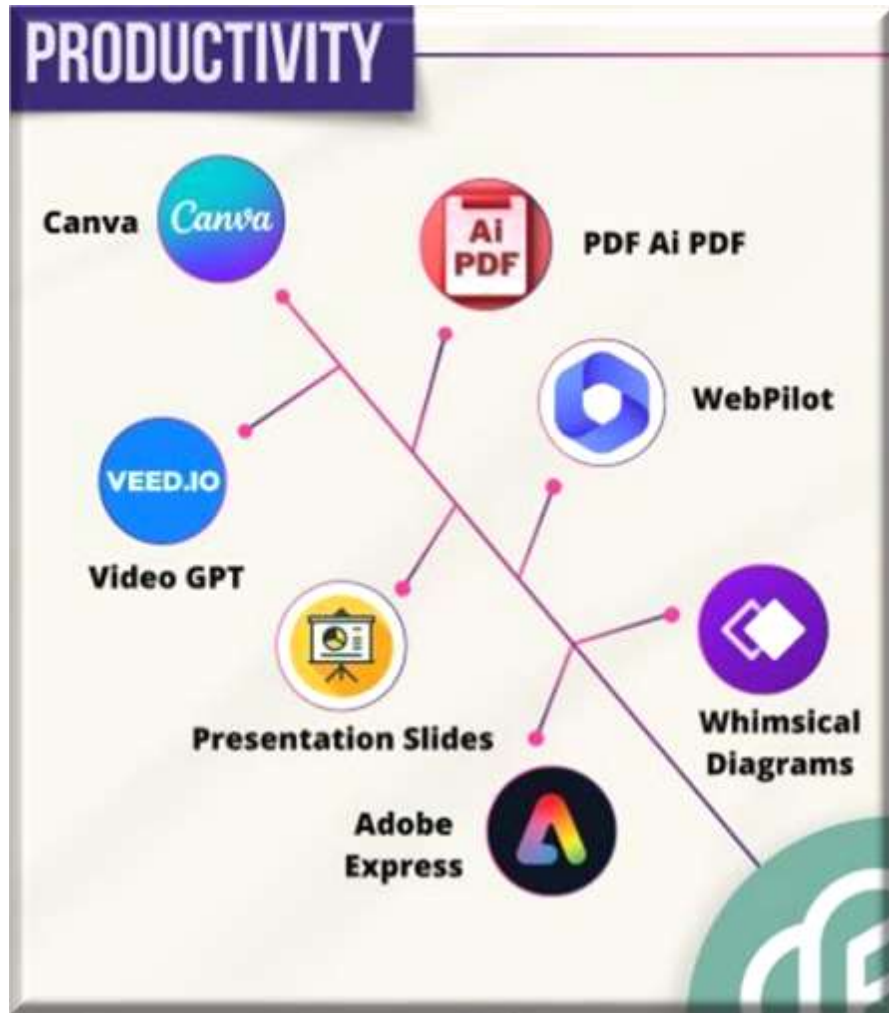 PRODUCTIVITY
Canva
Canva
Ai
PDF
PDF Ai PDF
WebPilot
VEED.IO
Video GPT
Presentation Slides
Whimsical
Diagrams
Adobe
Express